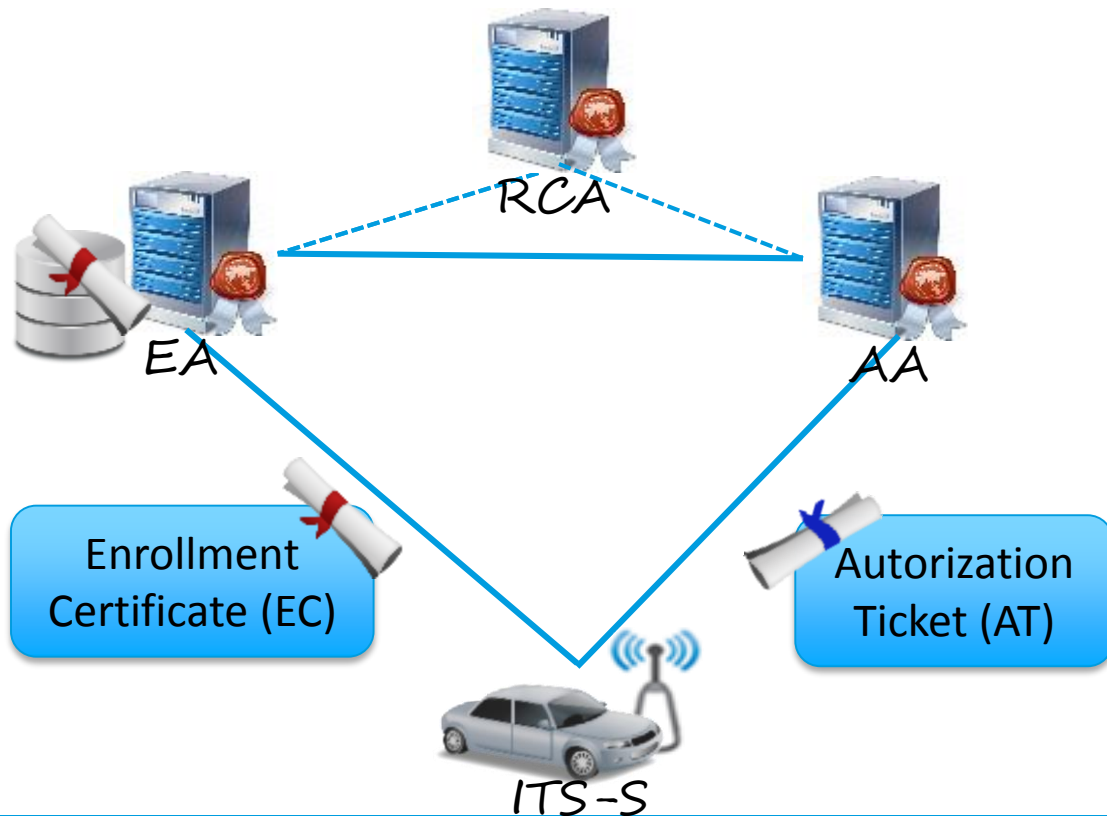 RCA
EA
AA
Enrollment
Certificate (EC)
Autorization
Ticket (AT)
ITS-S